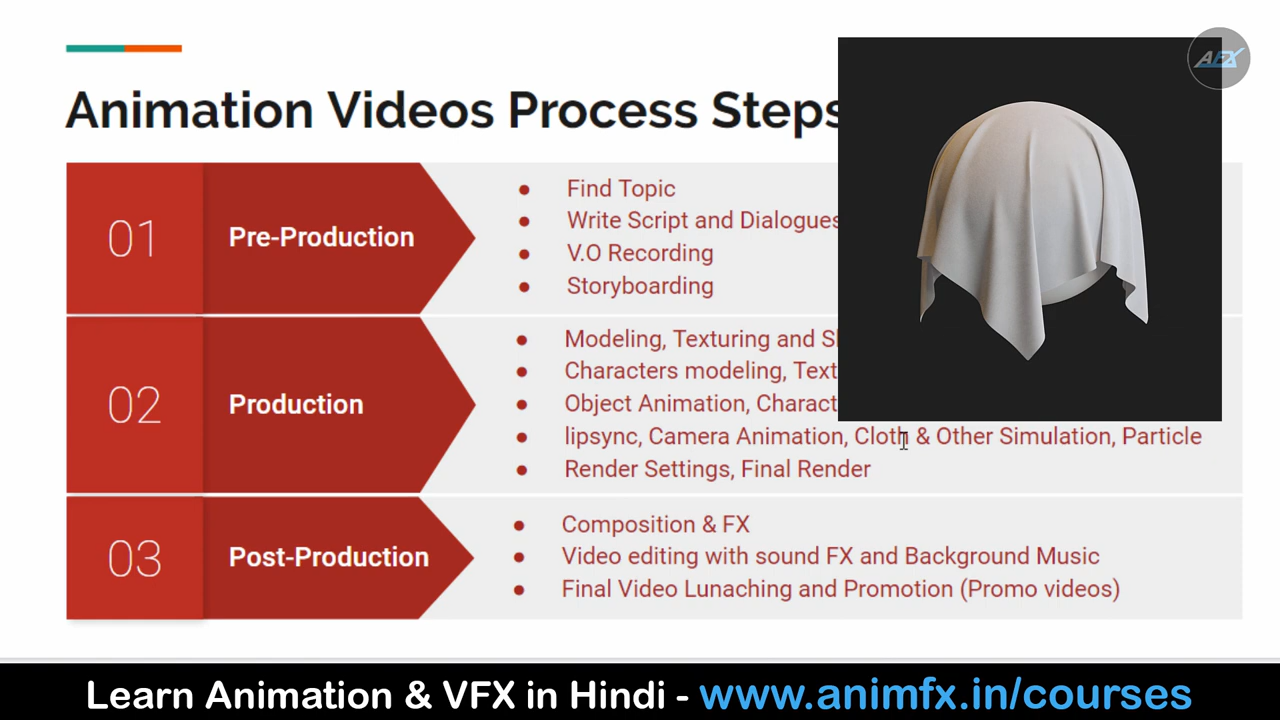 AFX
Animation Videos Process Steps
01
Pre-Production
Find Topic
Write Script and Dialogues
V.O Recording
Storyboarding
02
Production
Modeling, Texturing and
Characters modeling,
Object Animation,
lipsync, Camera Animation, Cloth & Other Simulation, Particle
Render Settings, Final Render
03
Post-Production
Composition & FX
Video editing with sound FX and Background Music
Final Video Lunaching and Promotion (Promo videos)
Learn Animation & VFX in Hindi - www.animfx.in/courses